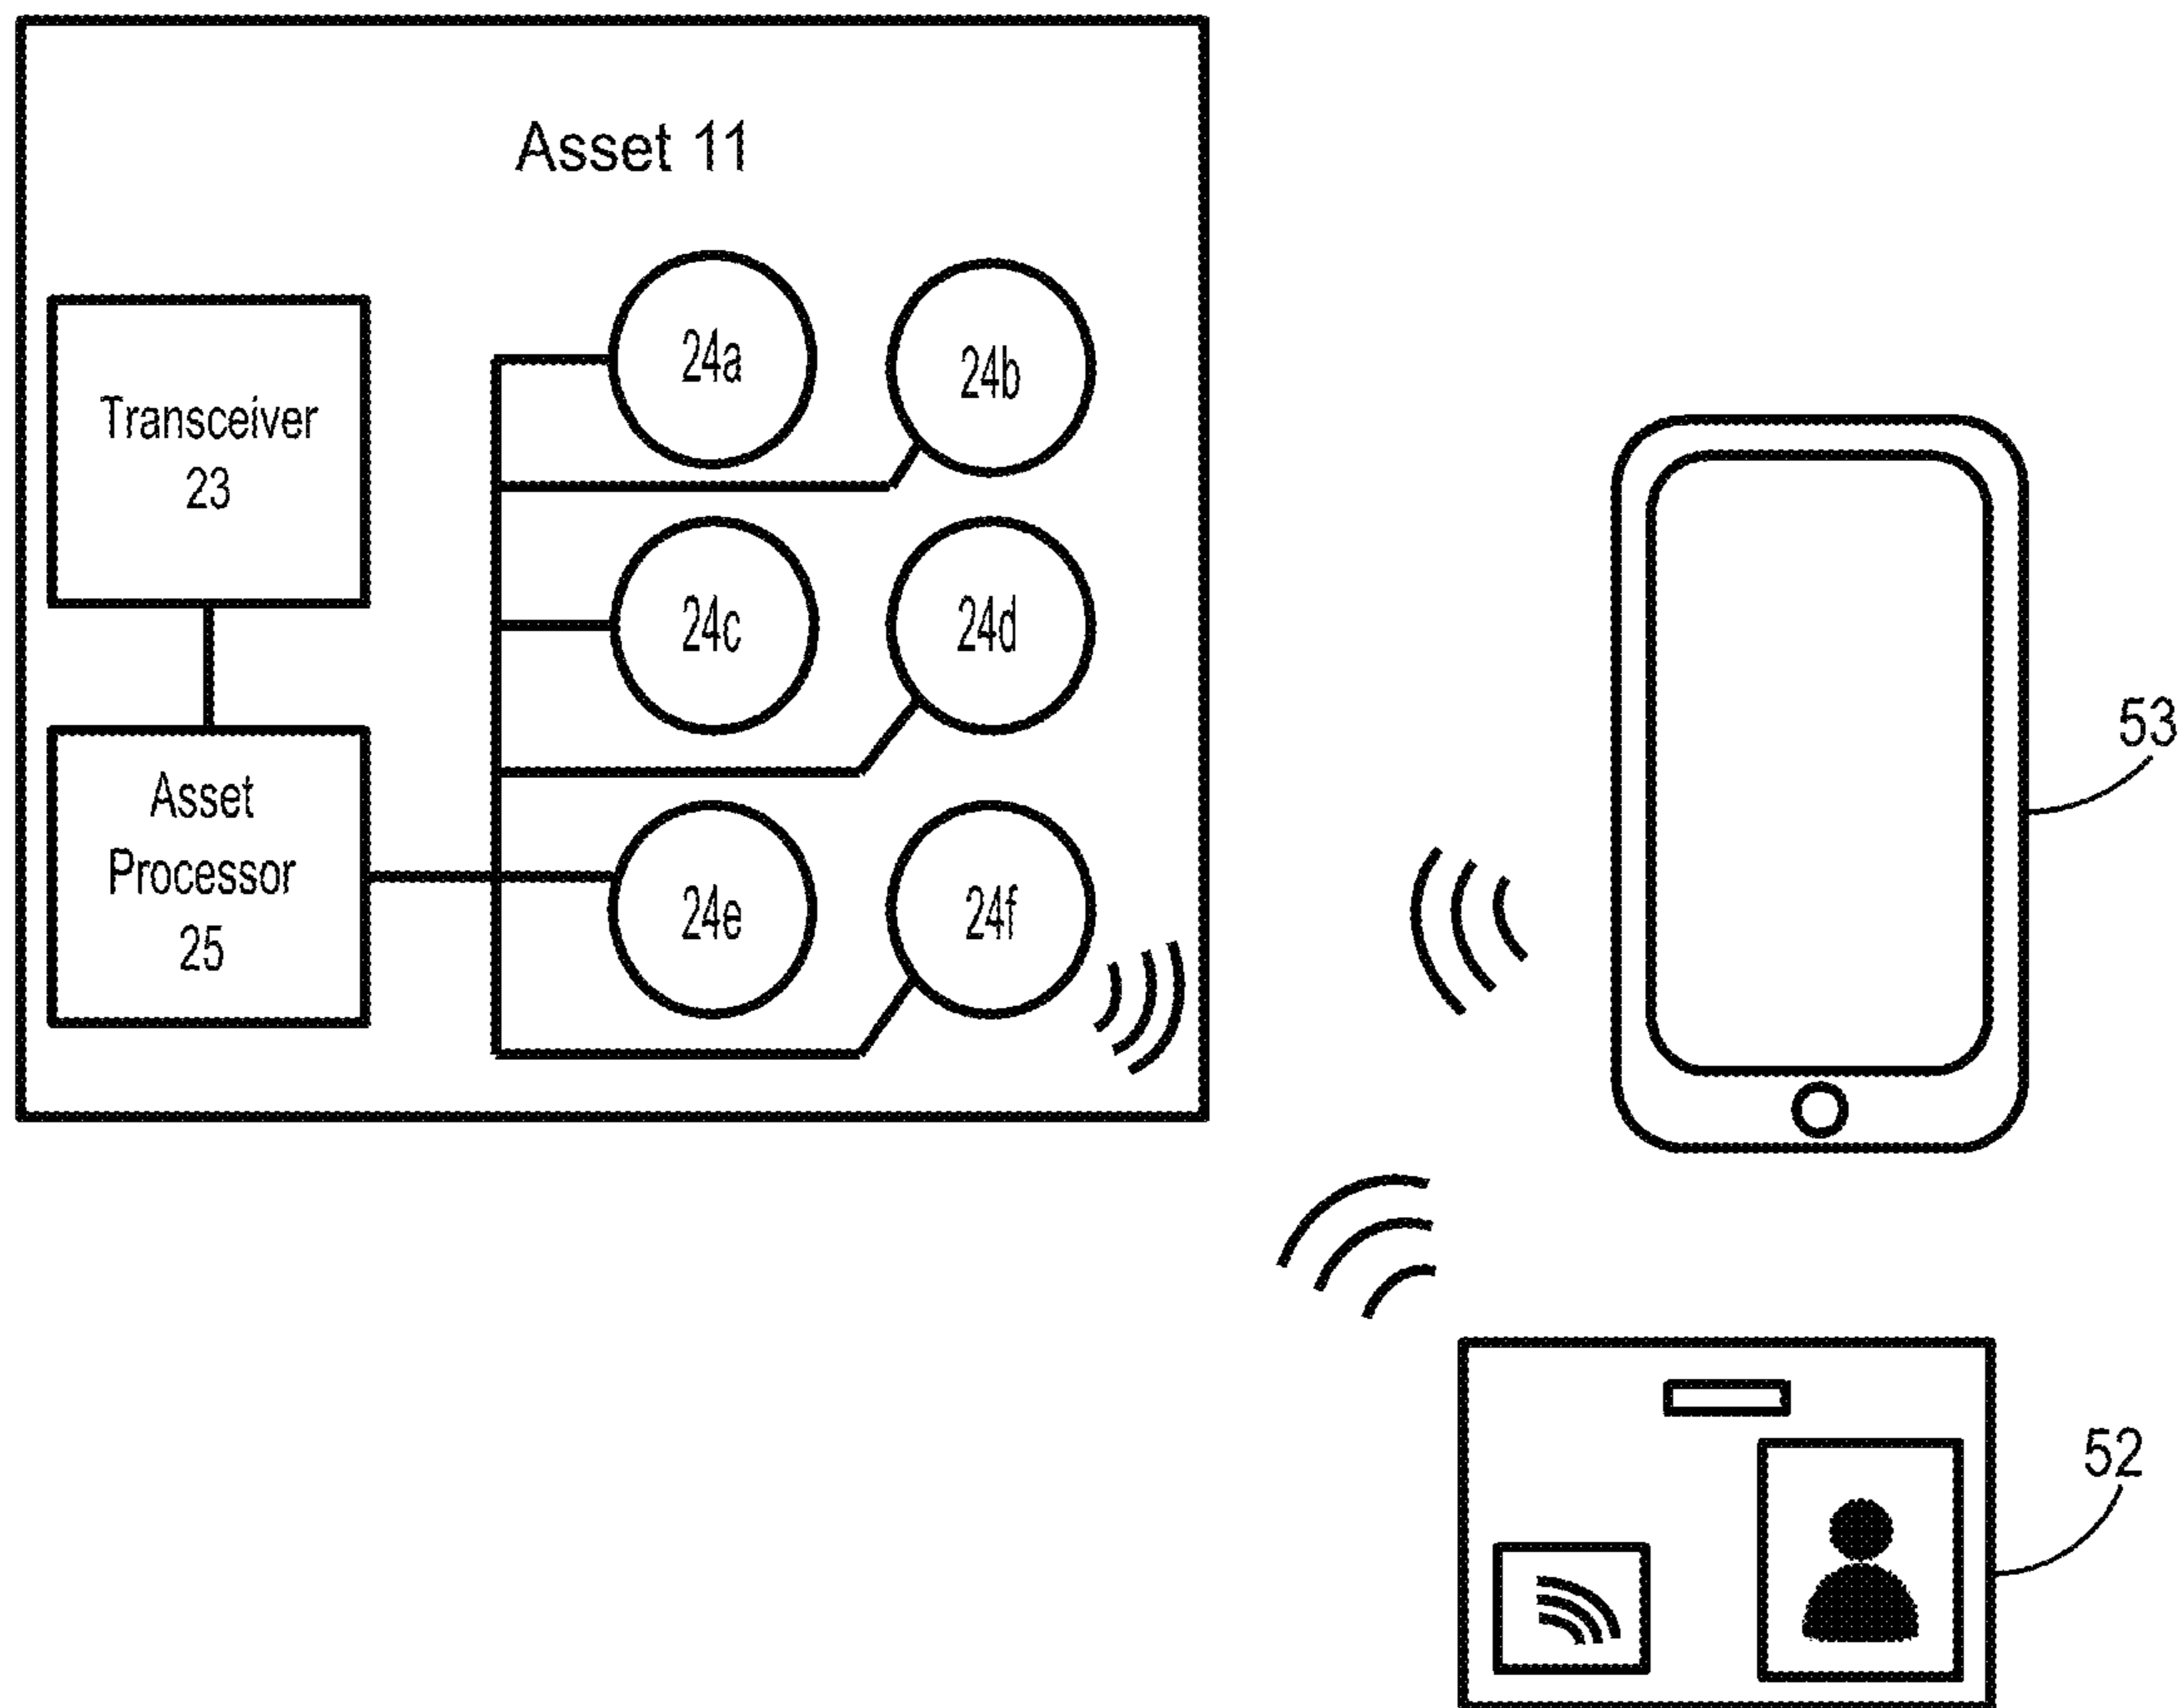 Asset 11
24a
24b
Transceiver
23
24c
24d
53
Asset
Processor
25
24e
24f
52